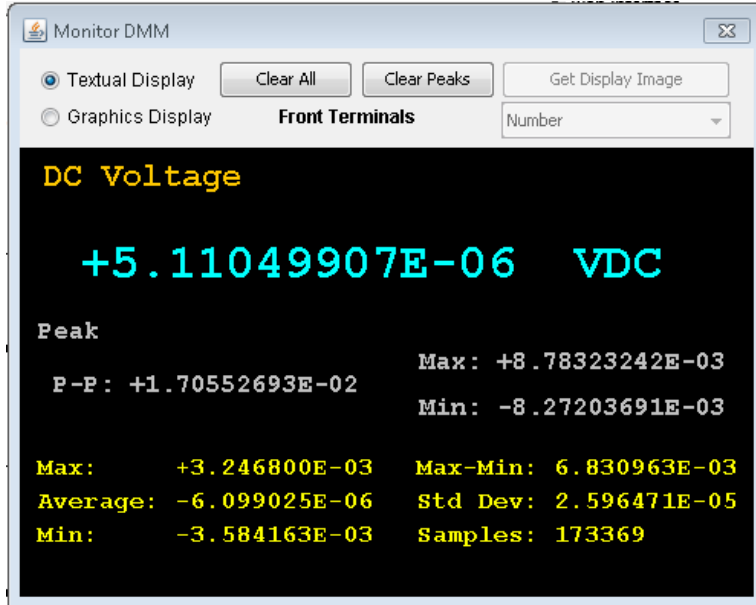 Monitor DMM
Textual Display Clear All Clear Peaks Get Display Image
Graphics Display Front Terminals Number
DC Voltage
+5.11049907E-06 VDC
Peak
Max: +8.78323242E-03
P-P: +1.70552693E-02
Min: -8.27203691E-03
Max: +3.246800E-03 Max-Min: 6.830963E-03
Average: -6.099025E-06 Std Dev: 2.596471E-05
Min: -3.584163E-03 Samples: 173369